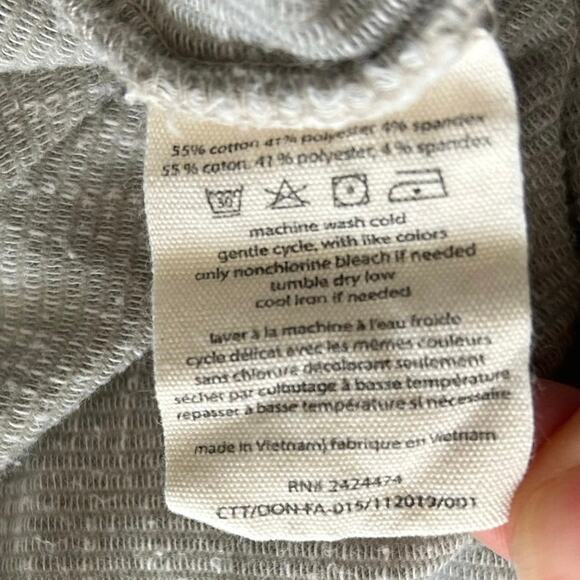 55% cotton 41% polyester 4% spandex
55 % coton, 41 % polyester, 4 % spandex
30
machine wash cold
gentle cycle, with like colors
only nonchlorine bleach if needed
tumble dry low
cool iron if needed
laver à la machine à l'eau froide
cycle délicat avec les mêmes couleurs
sans chlorure décolorant seulement
sécher par culbutage à basse température
repasser à basse température si nécessaire
made in Vietnam/ fabrique en vietnam
RN# 2424474
CTT/DON-FA-015/112019/001